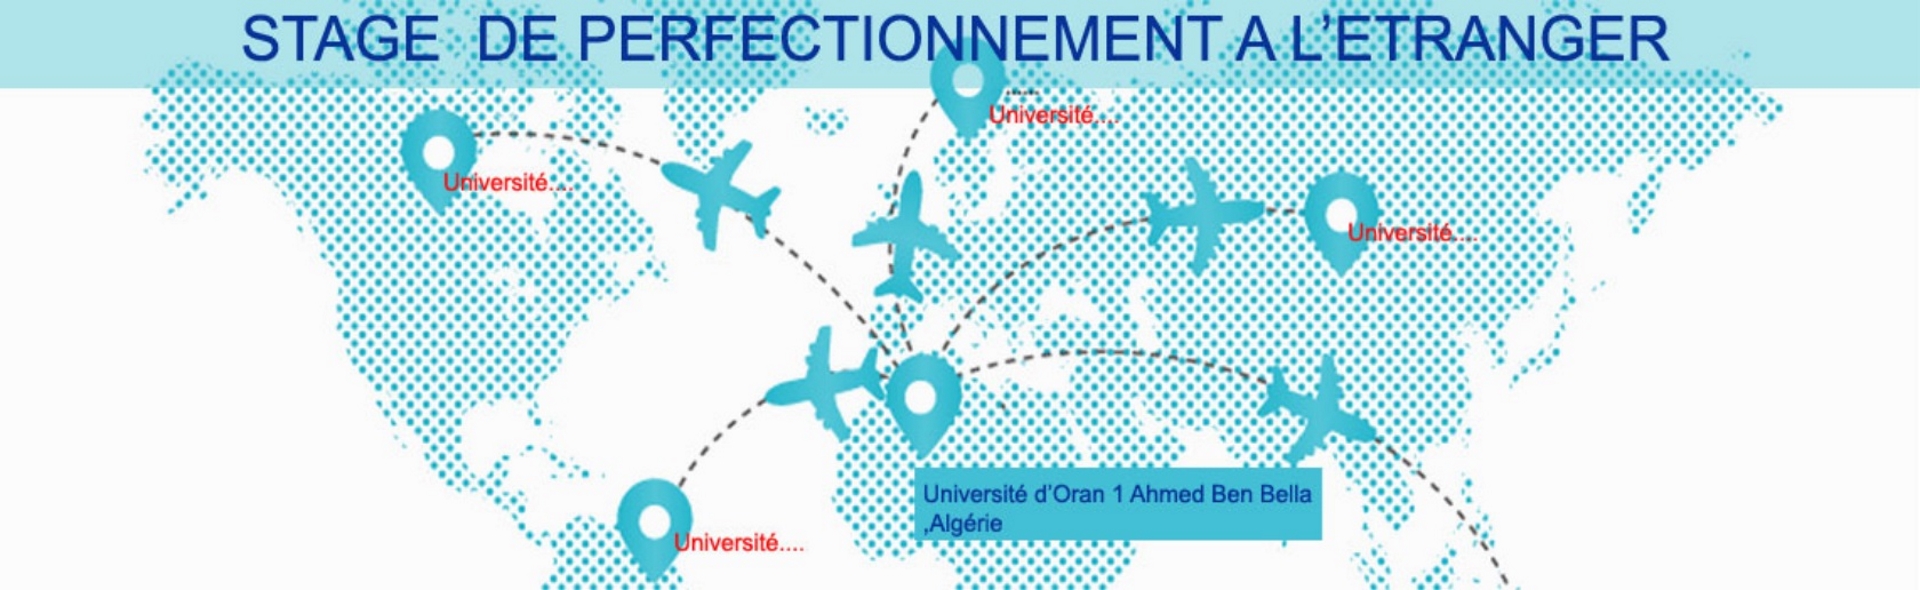 STAGE DE PERFECTIONNEMENT A L’ETRANGER
......
Université....
Université....
Université....
Université d’Oran 1 Ahmed Ben Bella
,Algérie
Université....